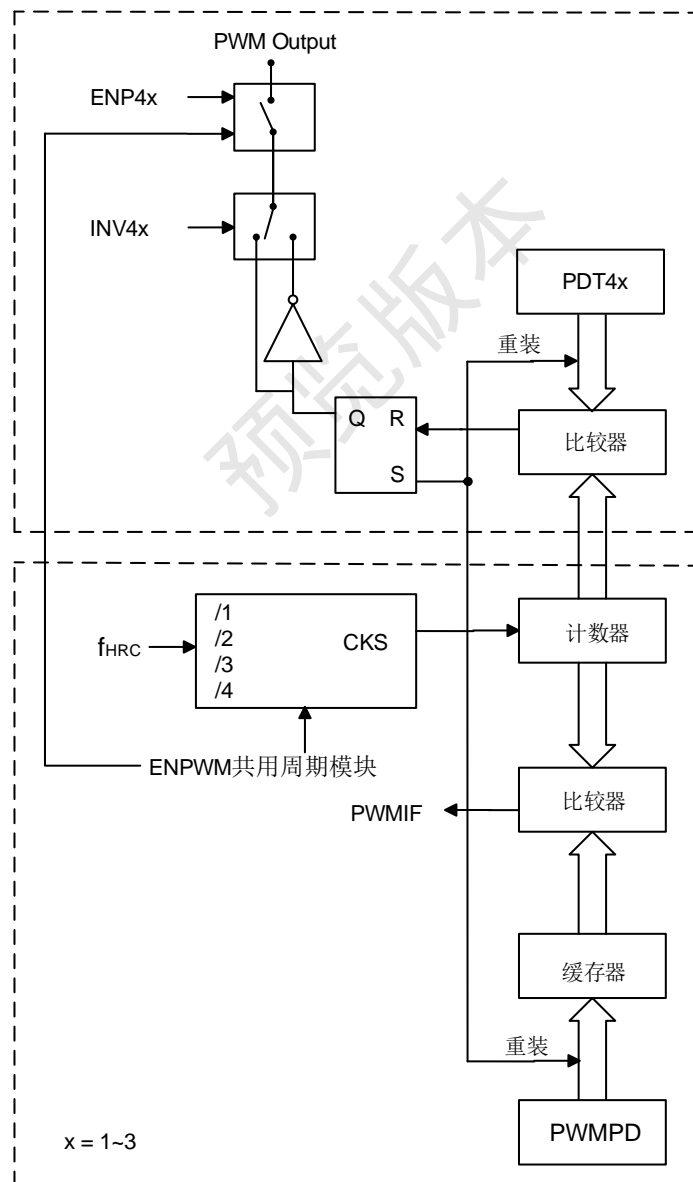 PWM Output
ENP4x
INV4x
PDT4x
重装
Q
R
S
比较器
/1
/2
/3
/4
CKS
fHRC
计数器
ENPWM共用周期模块
PWMIF
比较器
缓存器
重装
PWMPD
x = 1~3
预览版本